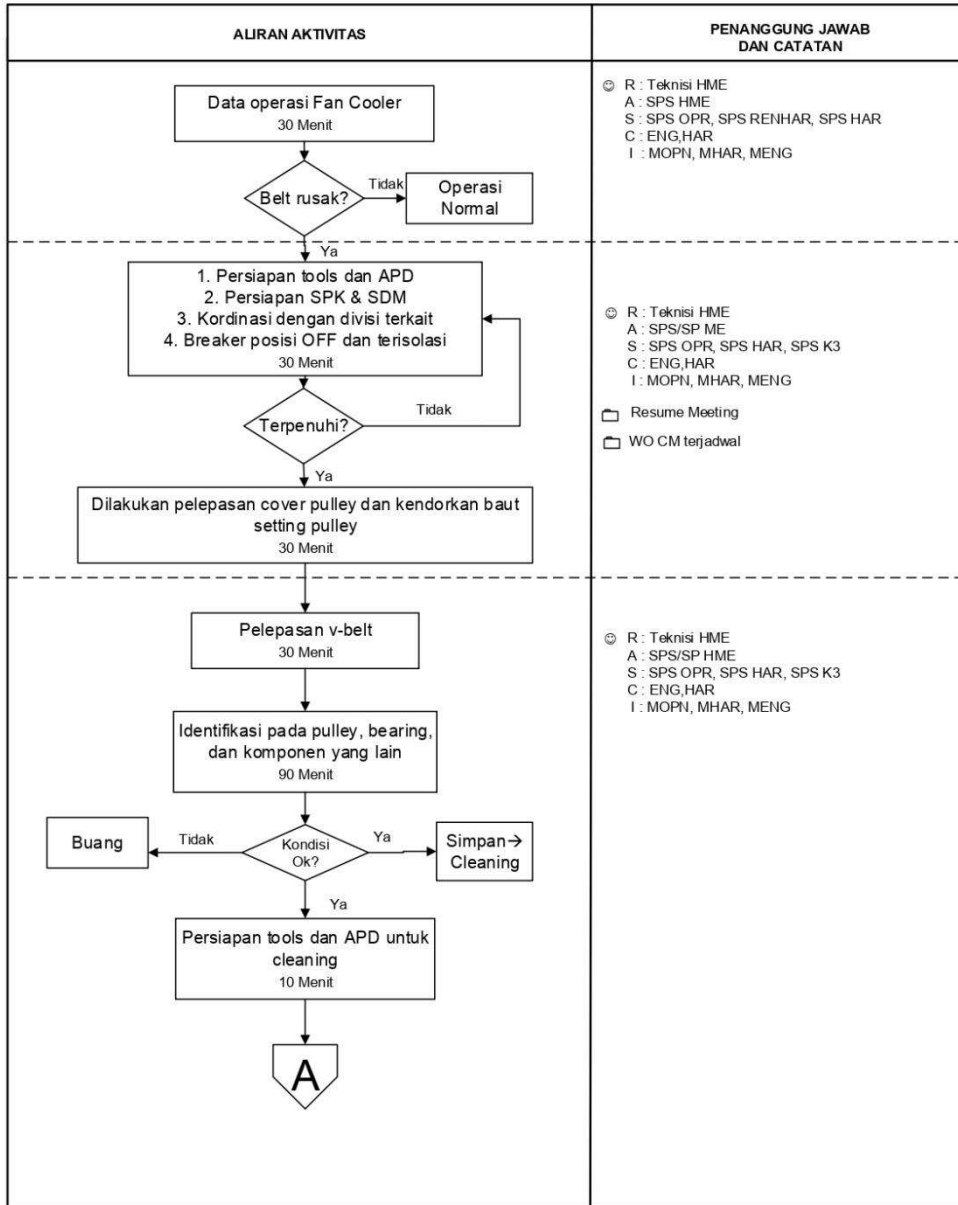 ALIRAN AKTIVITAS
PENANGGUNG JAWAB
DAN CATATAN
Data operasi Fan Cooler
30 Menit
Belt rusak?
Tidak
Operasi
Normal
Ya
☺ R : Teknisi HME
A : SPS HME
S : SPS OPR, SPS RENHAR, SPS HAR
C : ENG,HAR
I : MOPN, MHAR, MENG
1. Persiapan tools dan APD
2. Persiapan SPK & SDM
3. Kordinasi dengan divisi terkait
4. Breaker posisi OFF dan terisolasi
30 Menit
Terpenuhi?
Tidak
Ya
Dilakukan pelepasan cover pulley dan kendorkan baut
setting pulley
30 Menit
☺ R : Teknisi HME
A : SPS/SP ME
S : SPS OPR, SPS HAR, SPS K3
C : ENG,HAR
I : MOPN, MHAR, MENG
Resume Meeting
WO CM terjadwal
Pelepasan v-belt
30 Menit
Identifikasi pada pulley, bearing,
dan komponen yang lain
90 Menit
Kondisi
Ok?
Tidak
Buang
Ya
Simpan→
Cleaning
Ya
Persiapan tools dan APD untuk
cleaning
10 Menit
A
☺ R : Teknisi HME
A : SPS/SP HME
S : SPS OPR, SPS HAR, SPS K3
C : ENG,HAR
I : MOPN, MHAR, MENG